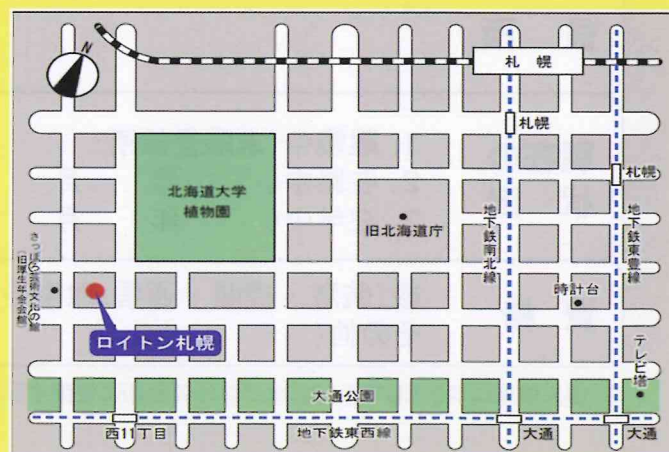 N
札幌
札幌
札幌
北海道大学
植物園
旧北海道庁
地下鉄南北線
地下鉄東豊線
時計台
さっぽろ芸術文化の館
(旧厚生年金会館)
ロイトン札幌
テレビ塔
大通公園
西11丁目
地下鉄東西線
大通
大通